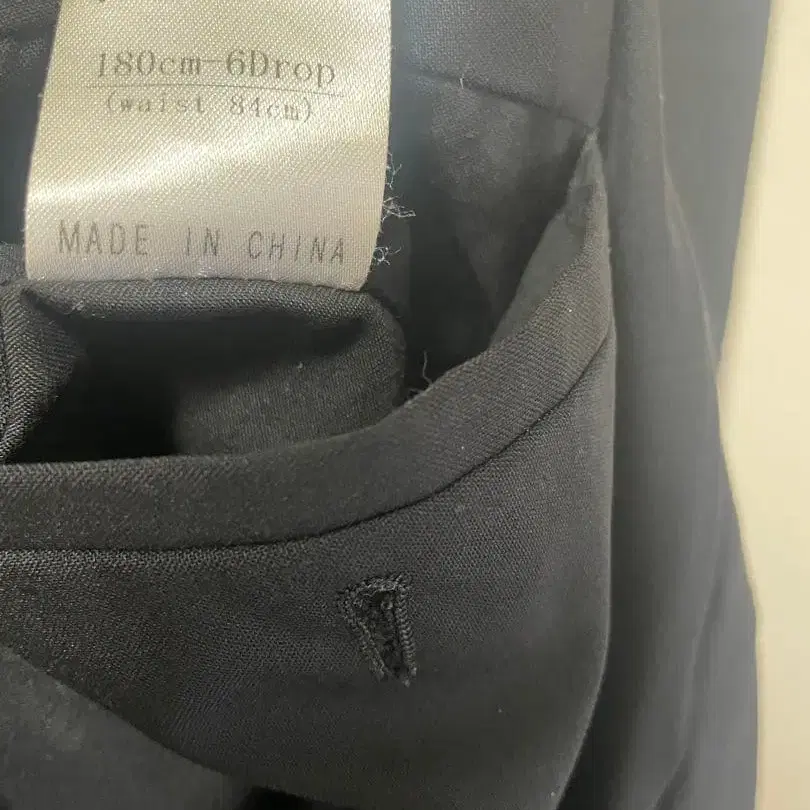 180cm-6Drop
(waist 84cm)
MADE IN CHINA